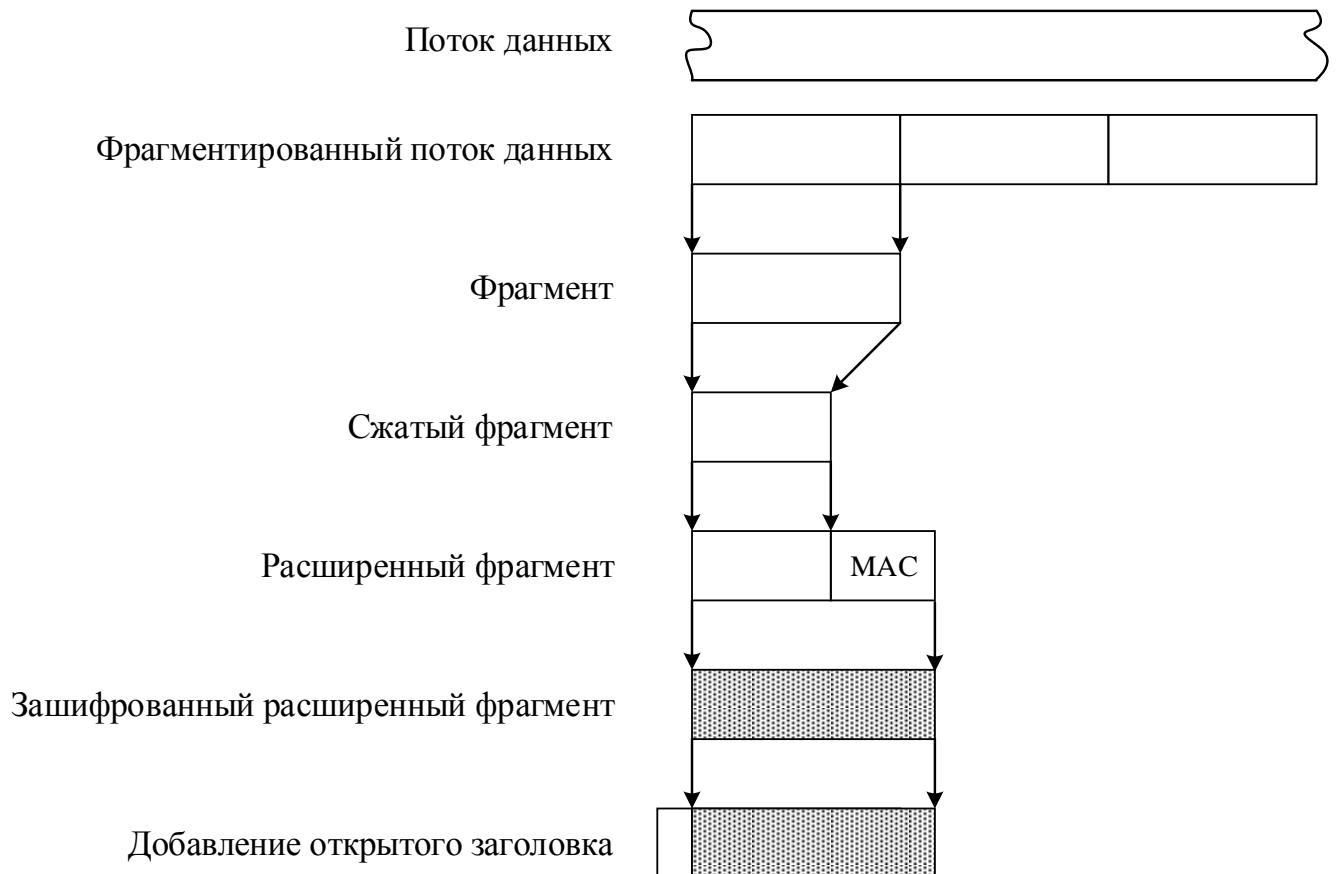 Поток данных
Фрагментированный поток данных
Фрагмент
Сжатый фрагмент
Расширенный фрагмент
MAC
Зашифрованный расширенный фрагмент
Добавление открытого заголовка